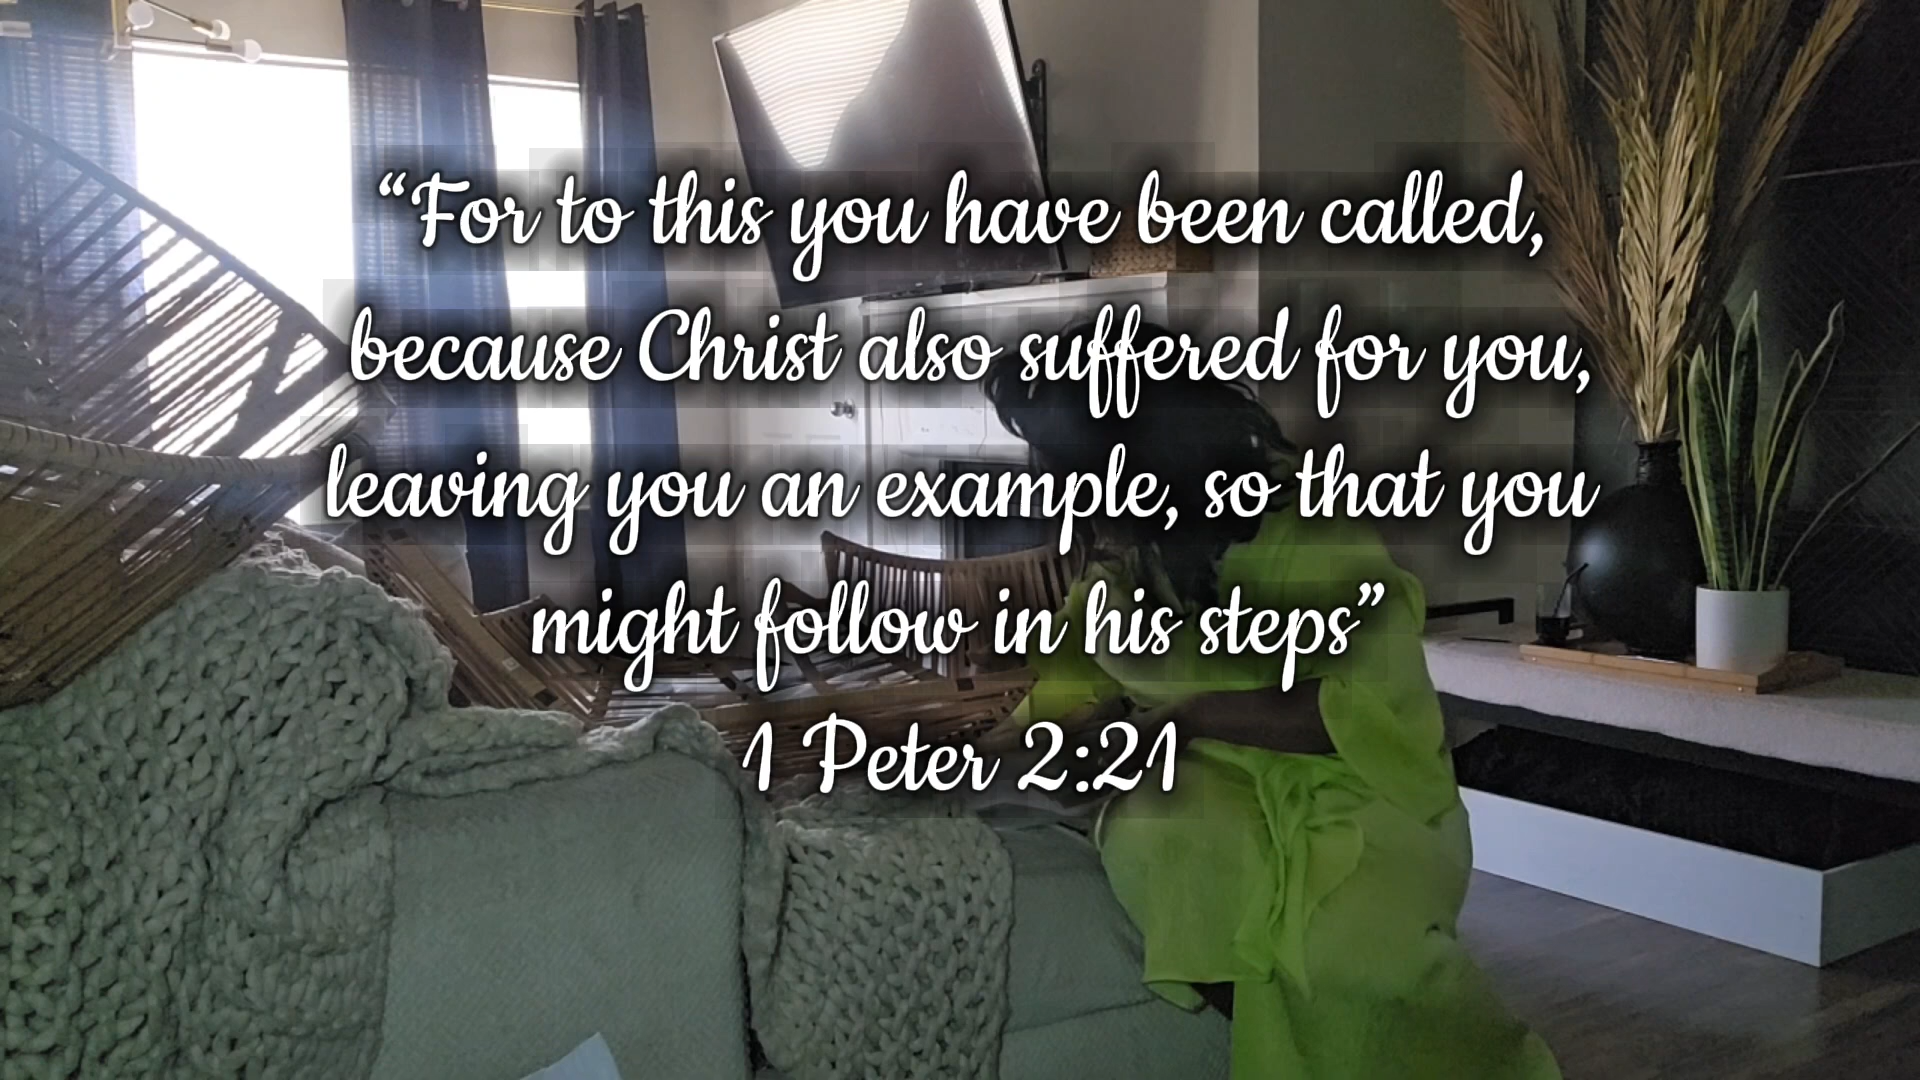 “For to this you have been called,
because Christ also suffered for you,
leaving you an example, so that you
might follow in his steps”
1 Peter 2:21